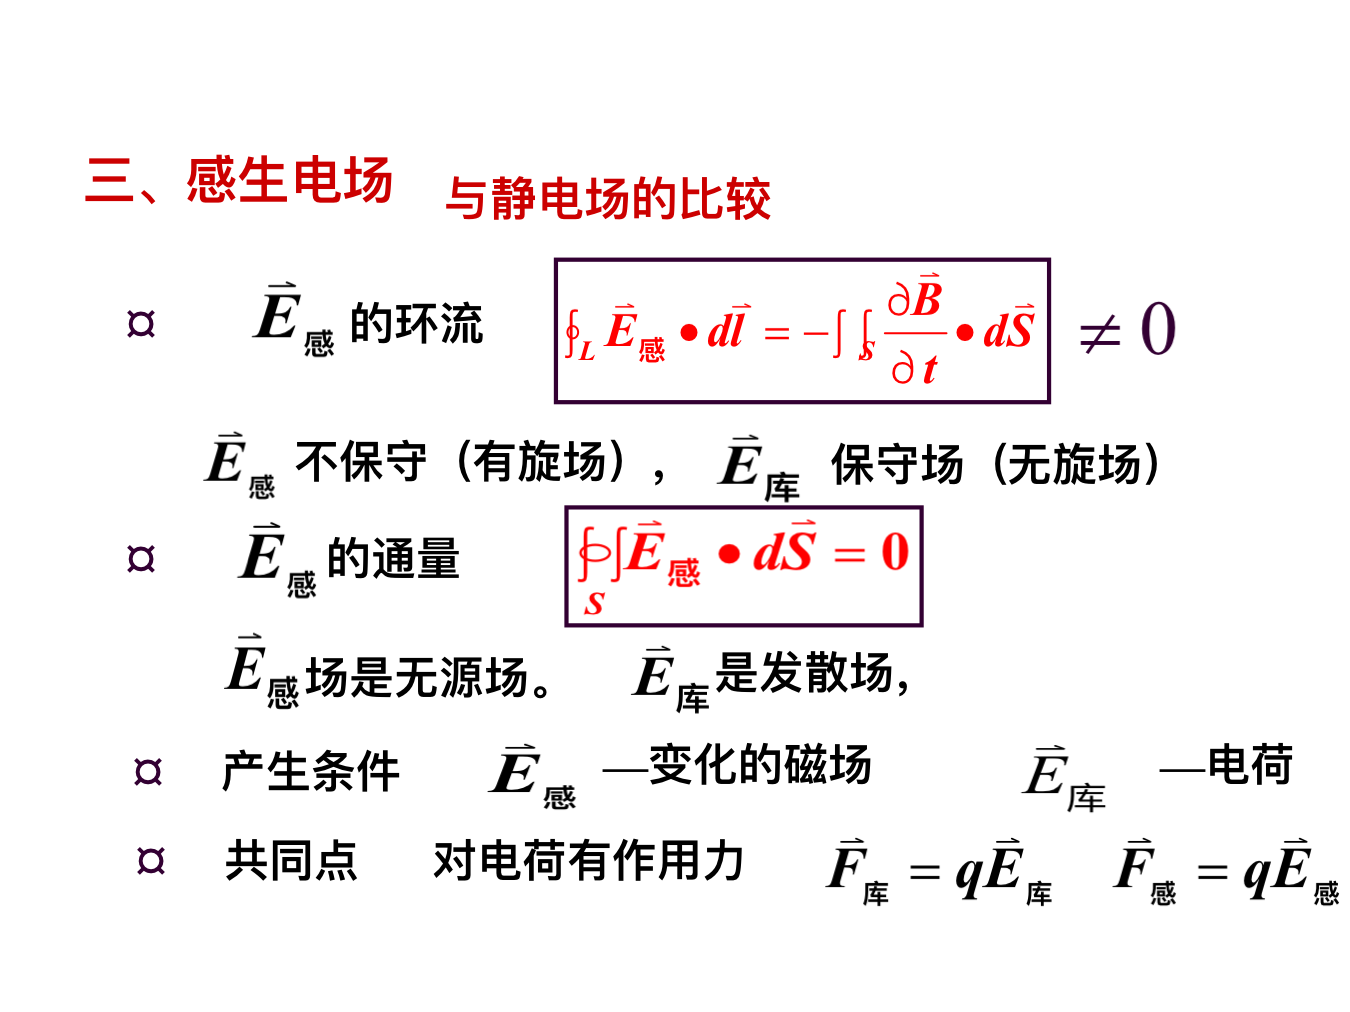 三、感生电场 与静电场的比较
¤ $\vec{E}_{感}$ 的环流 $\oint_L \vec{E}_{感} \bullet d\vec{l} = -\int\int_S \frac{\partial \vec{B}}{\partial t} \bullet d\vec{S}$ $\neq 0$
$\vec{E}_{感}$ 不保守（有旋场）， $\vec{E}_{库}$ 保守场（无旋场）
¤ $\vec{E}_{感}$ 的通量 $\oiint_S \vec{E}_{感} \bullet d\vec{S} = 0$
$\vec{E}_{感}$ 场是无源场。 $\vec{E}_{库}$ 是发散场，
¤ 产生条件 $\vec{E}_{感}$ —变化的磁场 $\vec{E}_{库}$ —电荷
¤ 共同点 对电荷有作用力 $\vec{F}_{库} = q\vec{E}_{库}$ $\vec{F}_{感} = q\vec{E}_{感}$